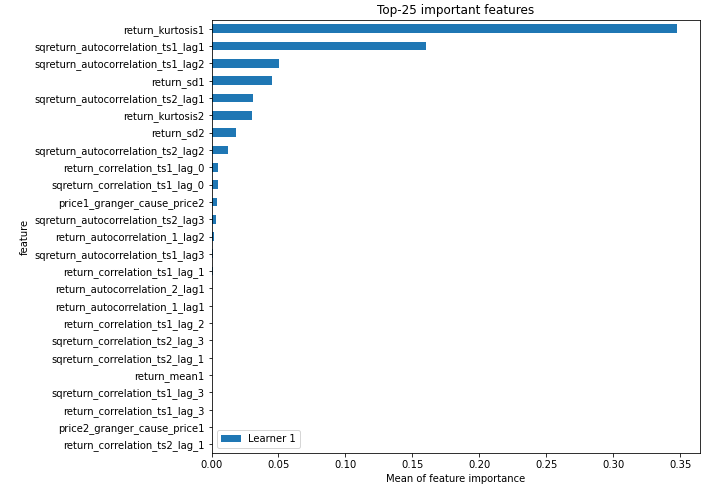 Top-25 important features
return_kurtosis1
sqreturn_autocorrelation_ts1_lag1
sqreturn_autocorrelation_ts1_lag2
return_sd1
sqreturn_autocorrelation_ts2_lag1
return_kurtosis2
return_sd2
sqreturn_autocorrelation_ts2_lag2
return_correlation_ts1_lag_0
sqreturn_correlation_ts1_lag_0
price1_granger_cause_price2
sqreturn_autocorrelation_ts2_lag3
return_autocorrelation_1_lag2
sqreturn_autocorrelation_ts1_lag3
return_correlation_ts1_lag_1
return_autocorrelation_2_lag1
return_autocorrelation_1_lag1
return_correlation_ts1_lag_2
sqreturn_correlation_ts2_lag_3
sqreturn_correlation_ts2_lag_1
return_mean1
sqreturn_correlation_ts1_lag_3
return_correlation_ts1_lag_3
price2_granger_cause_price1
return_correlation_ts2_lag_1
feature
Learner 1
0.00 0.05 0.10 0.15 0.20 0.25 0.30 0.35
Mean of feature importance